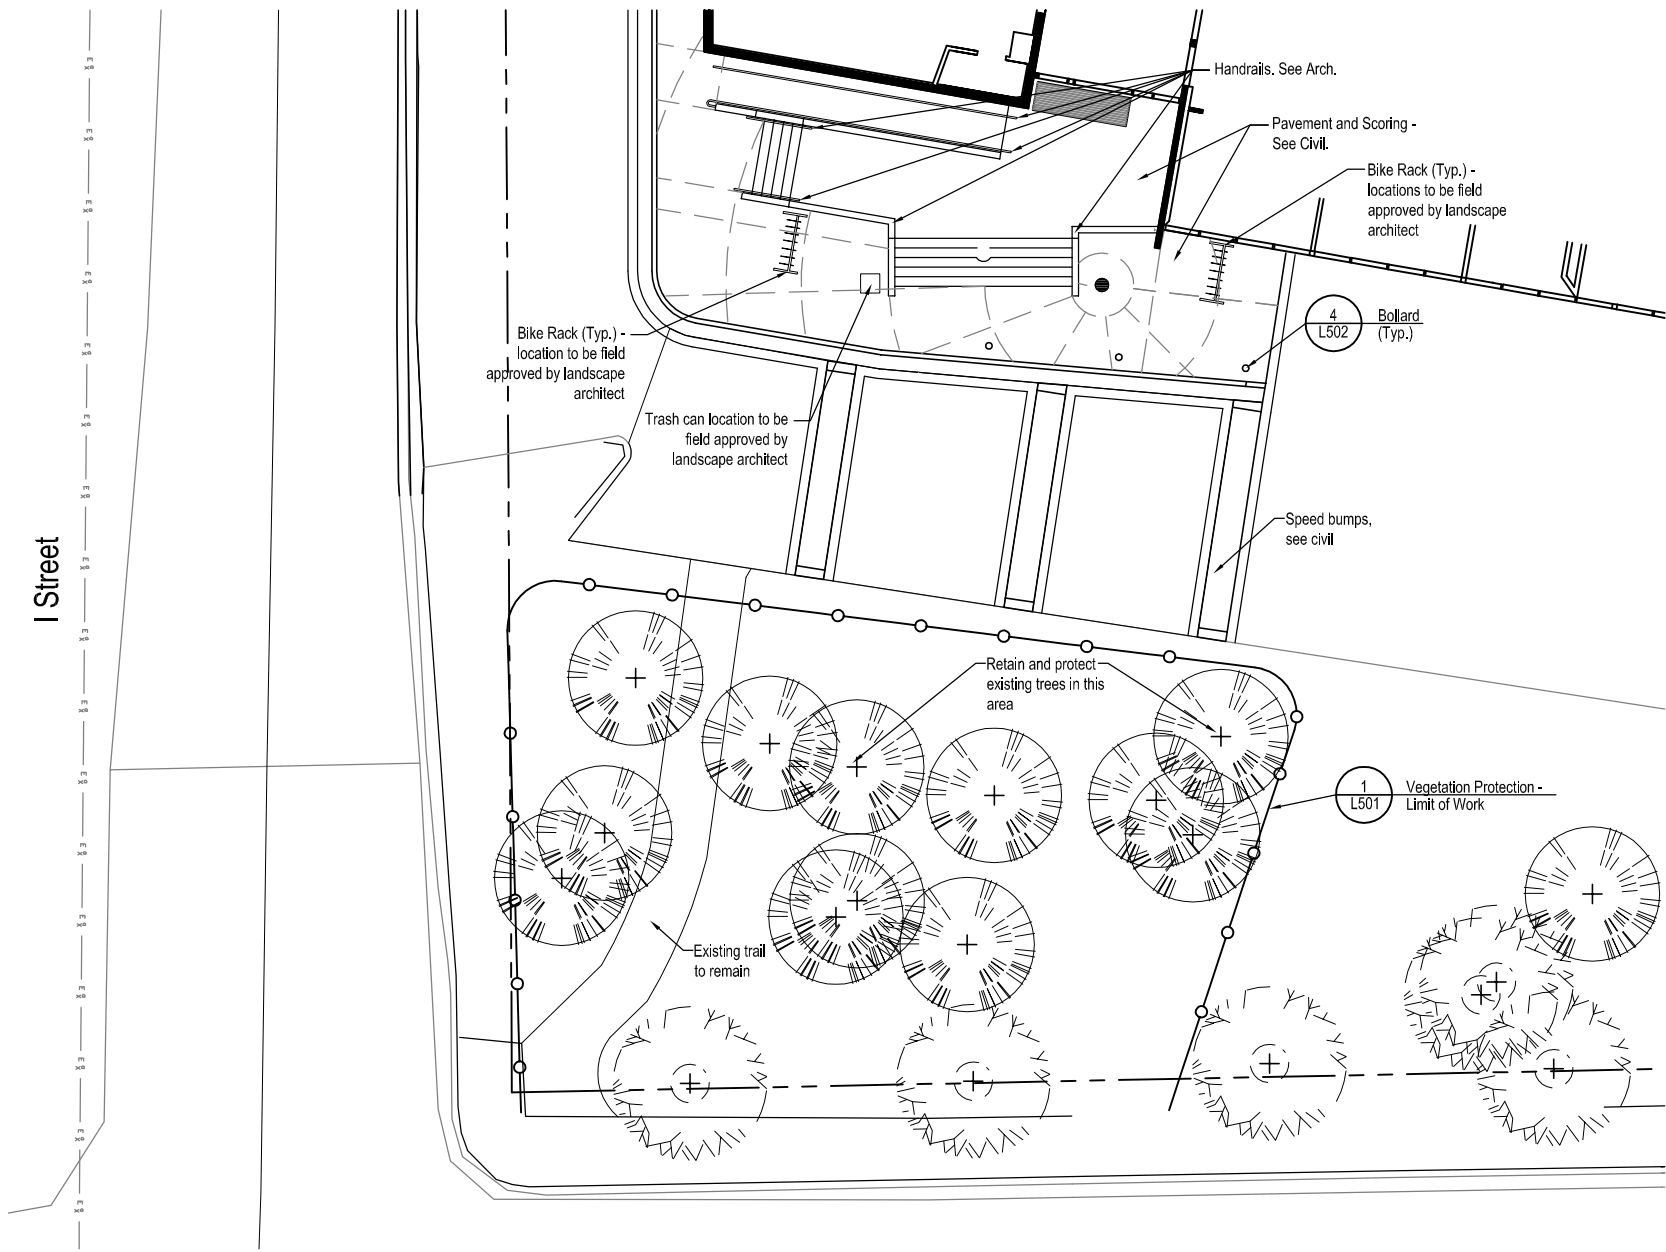 Handrails. See Arch.
Pavement and Scoring -
See Civil.
Bike Rack (Typ.) -
locations to be field
approved by landscape
architect
4
L502
Bollard
(Typ.)
Bike Rack (Typ.) -
location to be field
approved by landscape
architect
Trash can location to be
field approved by
landscape architect
Speed bumps,
see civil
I Street
Retain and protect
existing trees in this
area
1
L501
Vegetation Protection -
Limit of Work
Existing trail
to remain